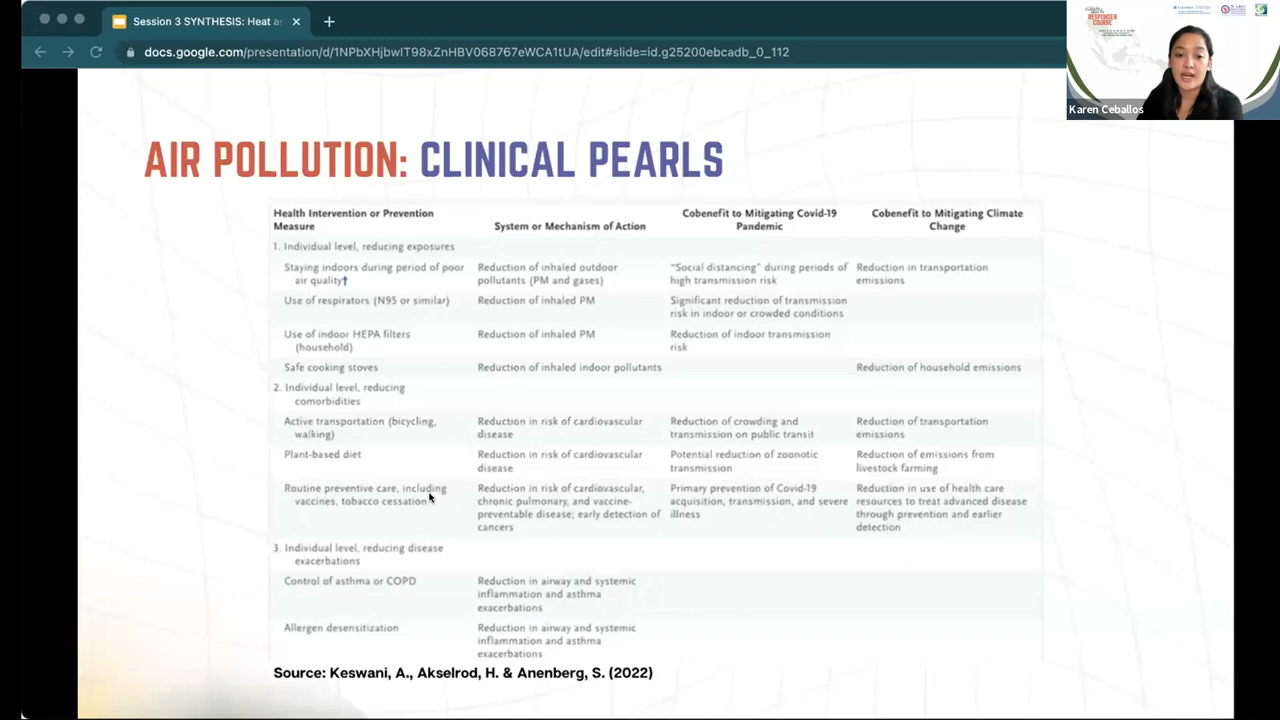 Session 3 SYNTHESIS: Heat ar
docs.google.com/presentation/d/1NPbXHjbvwlV5pZnHBV068767eWCA1tUA/edit#slide=id.g25c00ebcadb_0_112
RESPONDER
COURSE
Karen Ceballos
AIR POLLUTION: CLINICAL PEARLS
Health Intervention or Prevention Measure
System or Mechanism of Action
Cobenefit to Mitigating Covid-19 Pandemic
Cobenefit to Mitigating Climate Change
1. Individual level, reducing exposures
Staying indoors during period of poor air quality†
Reduction of inhaled outdoor pollutants (PM and gases)
"Social distancing" during periods of high transmission risk
Reduction in transportation emissions
Use of respirators (N95 or similar)
Reduction of inhaled PM
Significant reduction of transmission risk in indoor or crowded conditions
Use of indoor HEPA filters (household)
Reduction of inhaled PM
Reduction of indoor transmission risk
Safe cooking stoves
Reduction of inhaled indoor pollutants
Reduction of household emissions
2. Individual level, reducing comorbidities
Active transportation (bicycling, walking)
Reduction in risk of cardiovascular disease
Reduction of crowding and transmission on public transit
Reduction of transportation emissions
Plant-based diet
Reduction in risk of cardiovascular disease
Potential reduction of zoonotic transmission
Reduction of emissions from livestock farming
Routine preventive care, including vaccines, tobacco cessation
Reduction in risk of cardiovascular, chronic pulmonary, and vaccine-preventable disease; early detection of cancers
Primary prevention of Covid-19 acquisition, transmission, and severe illness
Reduction in use of health care resources to treat advanced disease through prevention and earlier detection
3. Individual level, reducing disease exacerbations
Control of asthma or COPD
Reduction in airway and systemic inflammation and asthma exacerbations
Allergen desensitization
Reduction in airway and systemic inflammation and asthma exacerbations
Source: Keswani, A., Akselrod, H. & Anenberg, S. (2022)